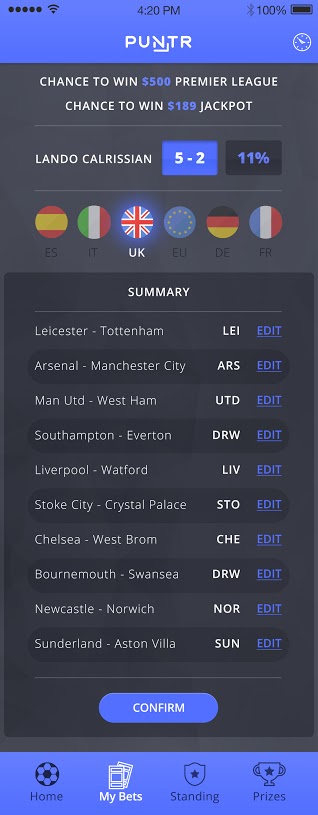 4:20 PM 100%
PUNTR
CHANCE TO WIN $500 PREMIER LEAGUE
CHANCE TO WIN $189 JACKPOT
LANDO CALRISSIAN 5 - 2 11%
ES IT UK EU DE FR
SUMMARY
Leicester - Tottenham LEI EDIT
Arsenal - Manchester City ARS EDIT
Man Utd - West Ham UTD EDIT
Southampton - Everton DRW EDIT
Liverpool - Watford LIV EDIT
Stoke City - Crystal Palace STO EDIT
Chelsea - West Brom CHE EDIT
Bournemouth - Swansea DRW EDIT
Newcastle - Norwich NOR EDIT
Sunderland - Aston Villa SUN EDIT
CONFIRM
Home My Bets Standing Prizes